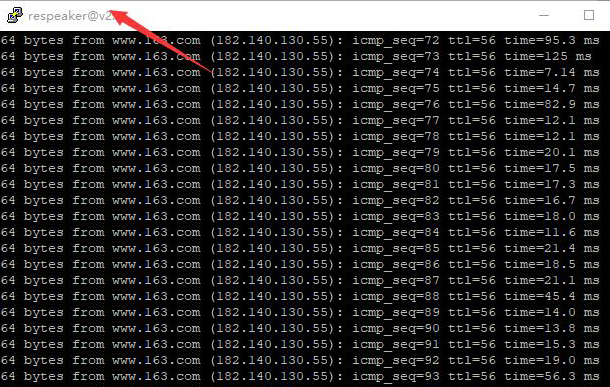 respeaker@v2
64 bytes from www.163.com (182.140.130.55): icmp_seq=72 ttl=56 time=95.3 ms
64 bytes from www.163.com (182.140.130.55): icmp_seq=73 ttl=56 time=125 ms
64 bytes from www.163.com (182.140.130.55): icmp_seq=74 ttl=56 time=7.14 ms
64 bytes from www.163.com (182.140.130.55): icmp_seq=75 ttl=56 time=14.7 ms
64 bytes from www.163.com (182.140.130.55): icmp_seq=76 ttl=56 time=82.9 ms
64 bytes from www.163.com (182.140.130.55): icmp_seq=77 ttl=56 time=12.1 ms
64 bytes from www.163.com (182.140.130.55): icmp_seq=78 ttl=56 time=12.1 ms
64 bytes from www.163.com (182.140.130.55): icmp_seq=79 ttl=56 time=20.1 ms
64 bytes from www.163.com (182.140.130.55): icmp_seq=80 ttl=56 time=17.5 ms
64 bytes from www.163.com (182.140.130.55): icmp_seq=81 ttl=56 time=17.3 ms
64 bytes from www.163.com (182.140.130.55): icmp_seq=82 ttl=56 time=16.7 ms
64 bytes from www.163.com (182.140.130.55): icmp_seq=83 ttl=56 time=18.0 ms
64 bytes from www.163.com (182.140.130.55): icmp_seq=84 ttl=56 time=11.6 ms
64 bytes from www.163.com (182.140.130.55): icmp_seq=85 ttl=56 time=21.4 ms
64 bytes from www.163.com (182.140.130.55): icmp_seq=86 ttl=56 time=18.5 ms
64 bytes from www.163.com (182.140.130.55): icmp_seq=87 ttl=56 time=21.1 ms
64 bytes from www.163.com (182.140.130.55): icmp_seq=88 ttl=56 time=45.4 ms
64 bytes from www.163.com (182.140.130.55): icmp_seq=89 ttl=56 time=14.0 ms
64 bytes from www.163.com (182.140.130.55): icmp_seq=90 ttl=56 time=13.8 ms
64 bytes from www.163.com (182.140.130.55): icmp_seq=91 ttl=56 time=15.3 ms
64 bytes from www.163.com (182.140.130.55): icmp_seq=92 ttl=56 time=19.0 ms
64 bytes from www.163.com (182.140.130.55): icmp_seq=93 ttl=56 time=56.3 ms